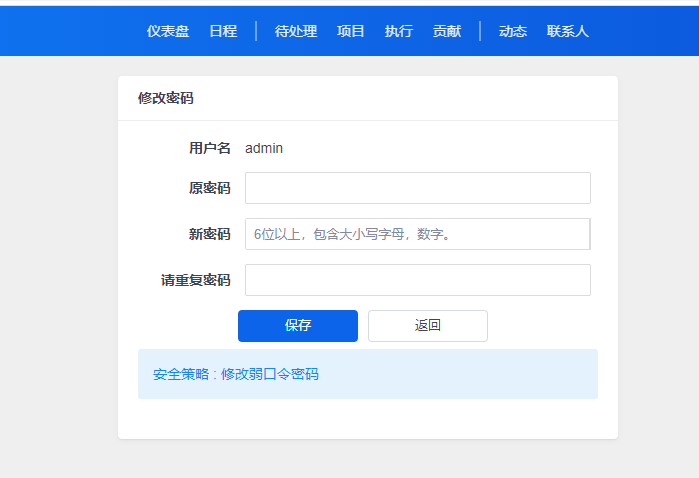 仪表盘 日程 待处理 项目 执行 贡献 动态 联系人
修改密码
用户名 admin
原密码
新密码 6位以上，包含大小写字母，数字。
请重复密码
保存 返回
安全策略 : 修改弱口令密码